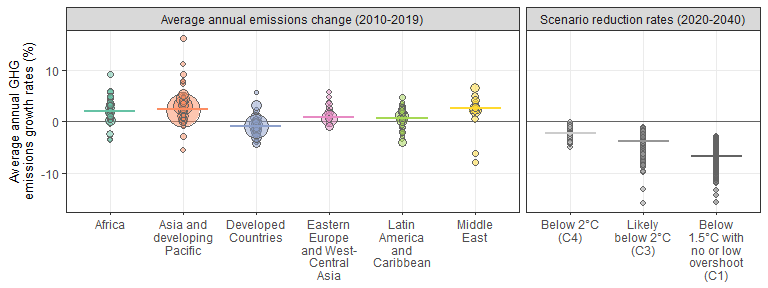 Average annual emissions change (2010-2019)
Scenario reduction rates (2020-2040)
Average annual GHG
emissions growth rates (%)
10
0
-10
Africa
Asia and
developing
Pacific
Developed
Countries
Eastern
Europe
and West-
Central
Asia
Latin
America
and
Caribbean
Middle
East
Below 2°C
(C4)
Likely
below 2°C
(C3)
Below
1.5°C with
no or low
overshoot
(C1)